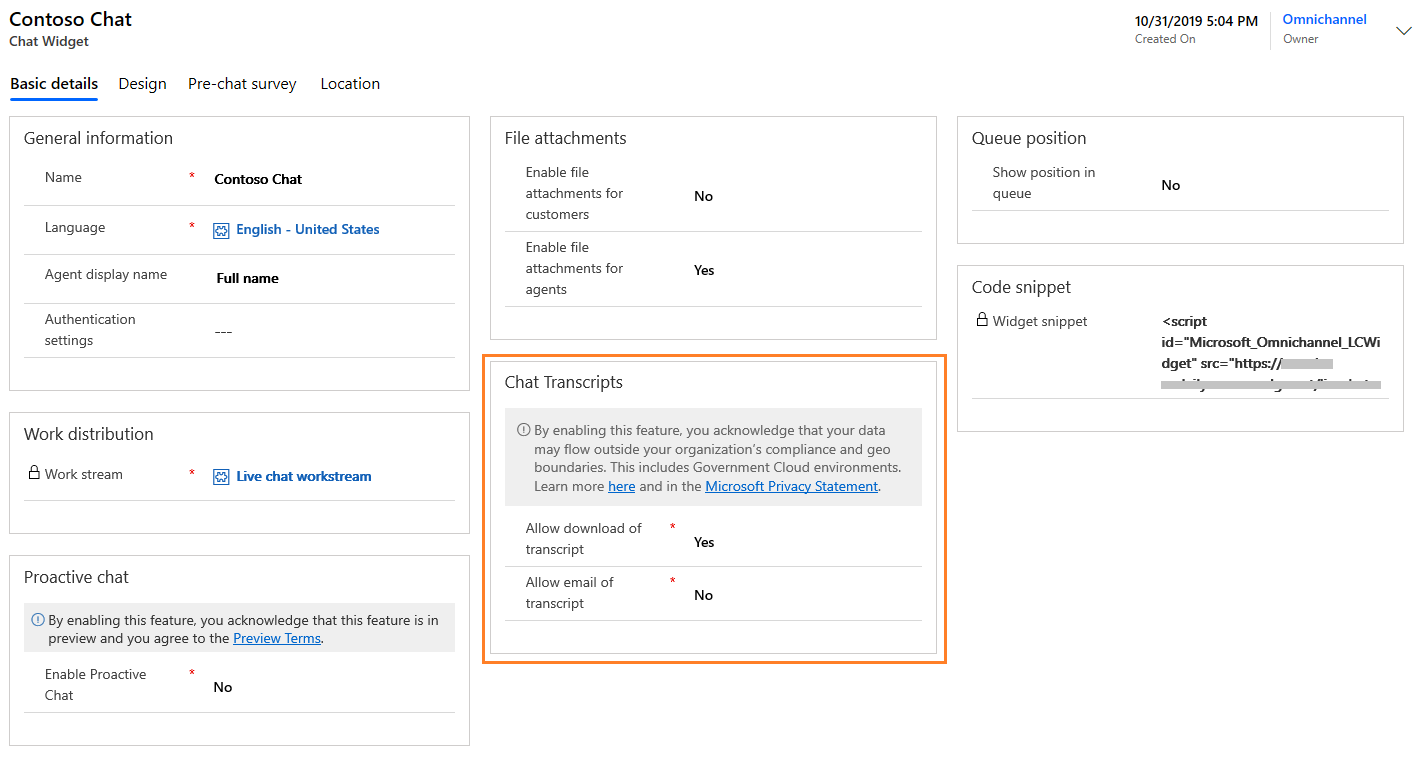 Contoso Chat
Chat Widget
10/31/2019 5:04 PM
Created On
Omnichannel
Owner
Basic details
Design
Pre-chat survey
Location
General information
Name
*
Contoso Chat
Language
*
English - United States
Agent display name
Full name
Authentication
settings
---
Work distribution
Work stream
*
Live chat workstream
Proactive chat
By enabling this feature, you acknowledge that this feature is in
preview and you agree to the Preview Terms.
Enable Proactive
Chat
*
No
File attachments
Enable file
attachments for
customers
No
Enable file
attachments for
agents
Yes
Chat Transcripts
By enabling this feature, you acknowledge that your data
may flow outside your organization's compliance and geo
boundaries. This includes Government Cloud environments.
Learn more here and in the Microsoft Privacy Statement.
Allow download of
transcript
*
Yes
Allow email of
transcript
*
No
Queue position
Show position in
queue
No
Code snippet
Widget snippet
<script
id="Microsoft_Omnichannel_LCWi
dget" src="https://